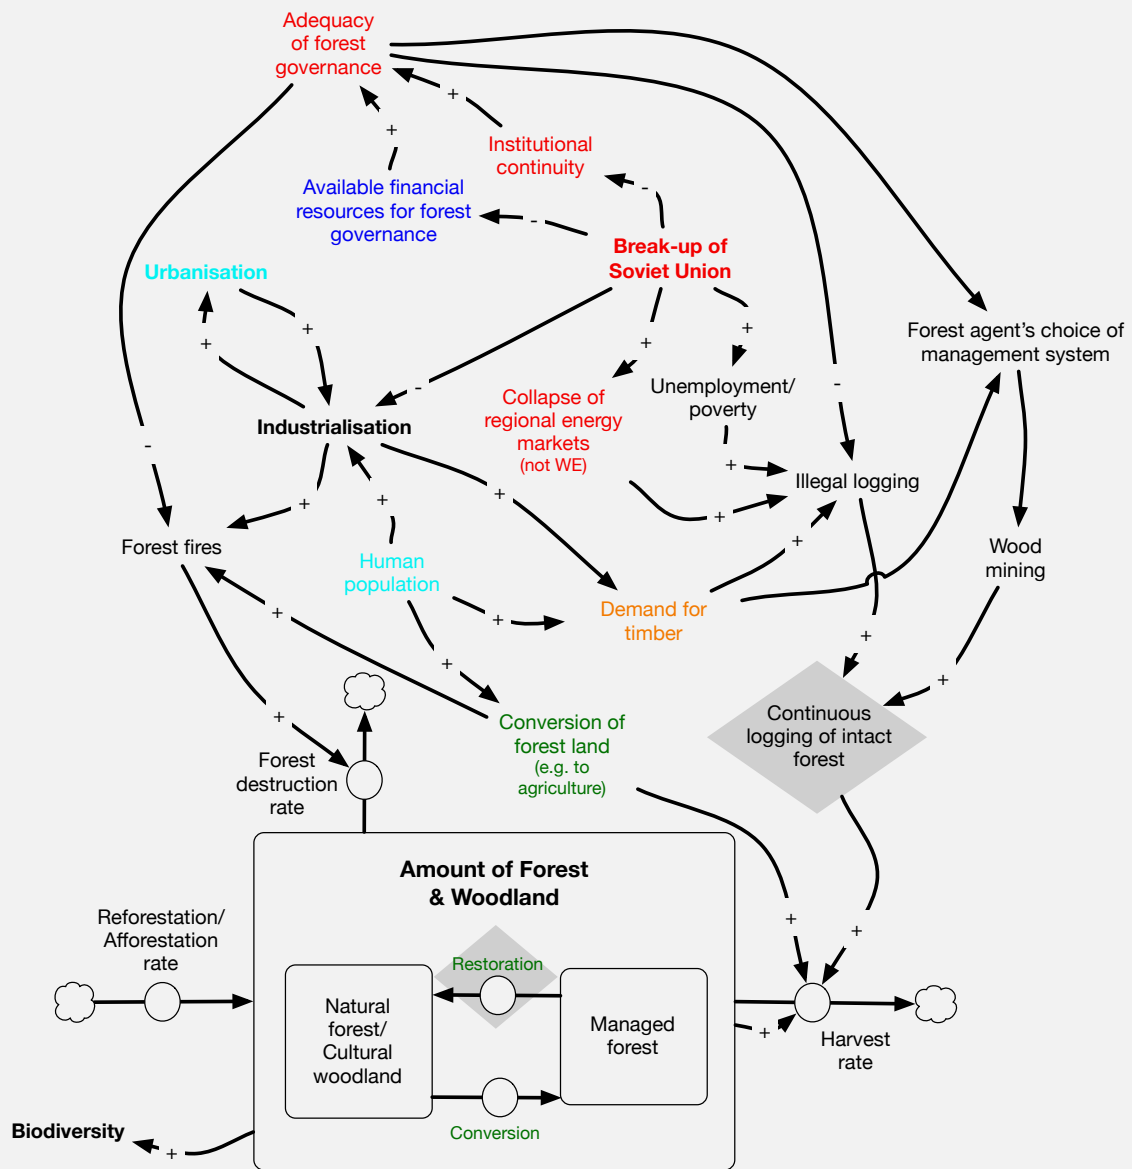 Adequacy
of forest
governance
+
Institutional
continuity
+
Available financial
resources for forest
governance
-
-
Break-up of
Soviet Union
Urbanisation
+
+
+
+
Forest agent's choice of
management system
-
Unemployment/
poverty
-
Collapse of
regional energy
markets
(not WE)
Industrialisation
-
+
Illegal logging
+
+
+
+
+
Forest fires
Wood
mining
Human
population
+
+
Demand for
timber
+
+
+
+
Continuous
logging of intact
forest
Conversion of
forest land
(e.g. to
agriculture)
Forest
destruction
rate
Amount of Forest
& Woodland
Reforestation/
Afforestation
rate
+
+
Restoration
Natural
forest/
Cultural
woodland
Managed
forest
+
Harvest
rate
Conversion
Biodiversity
+